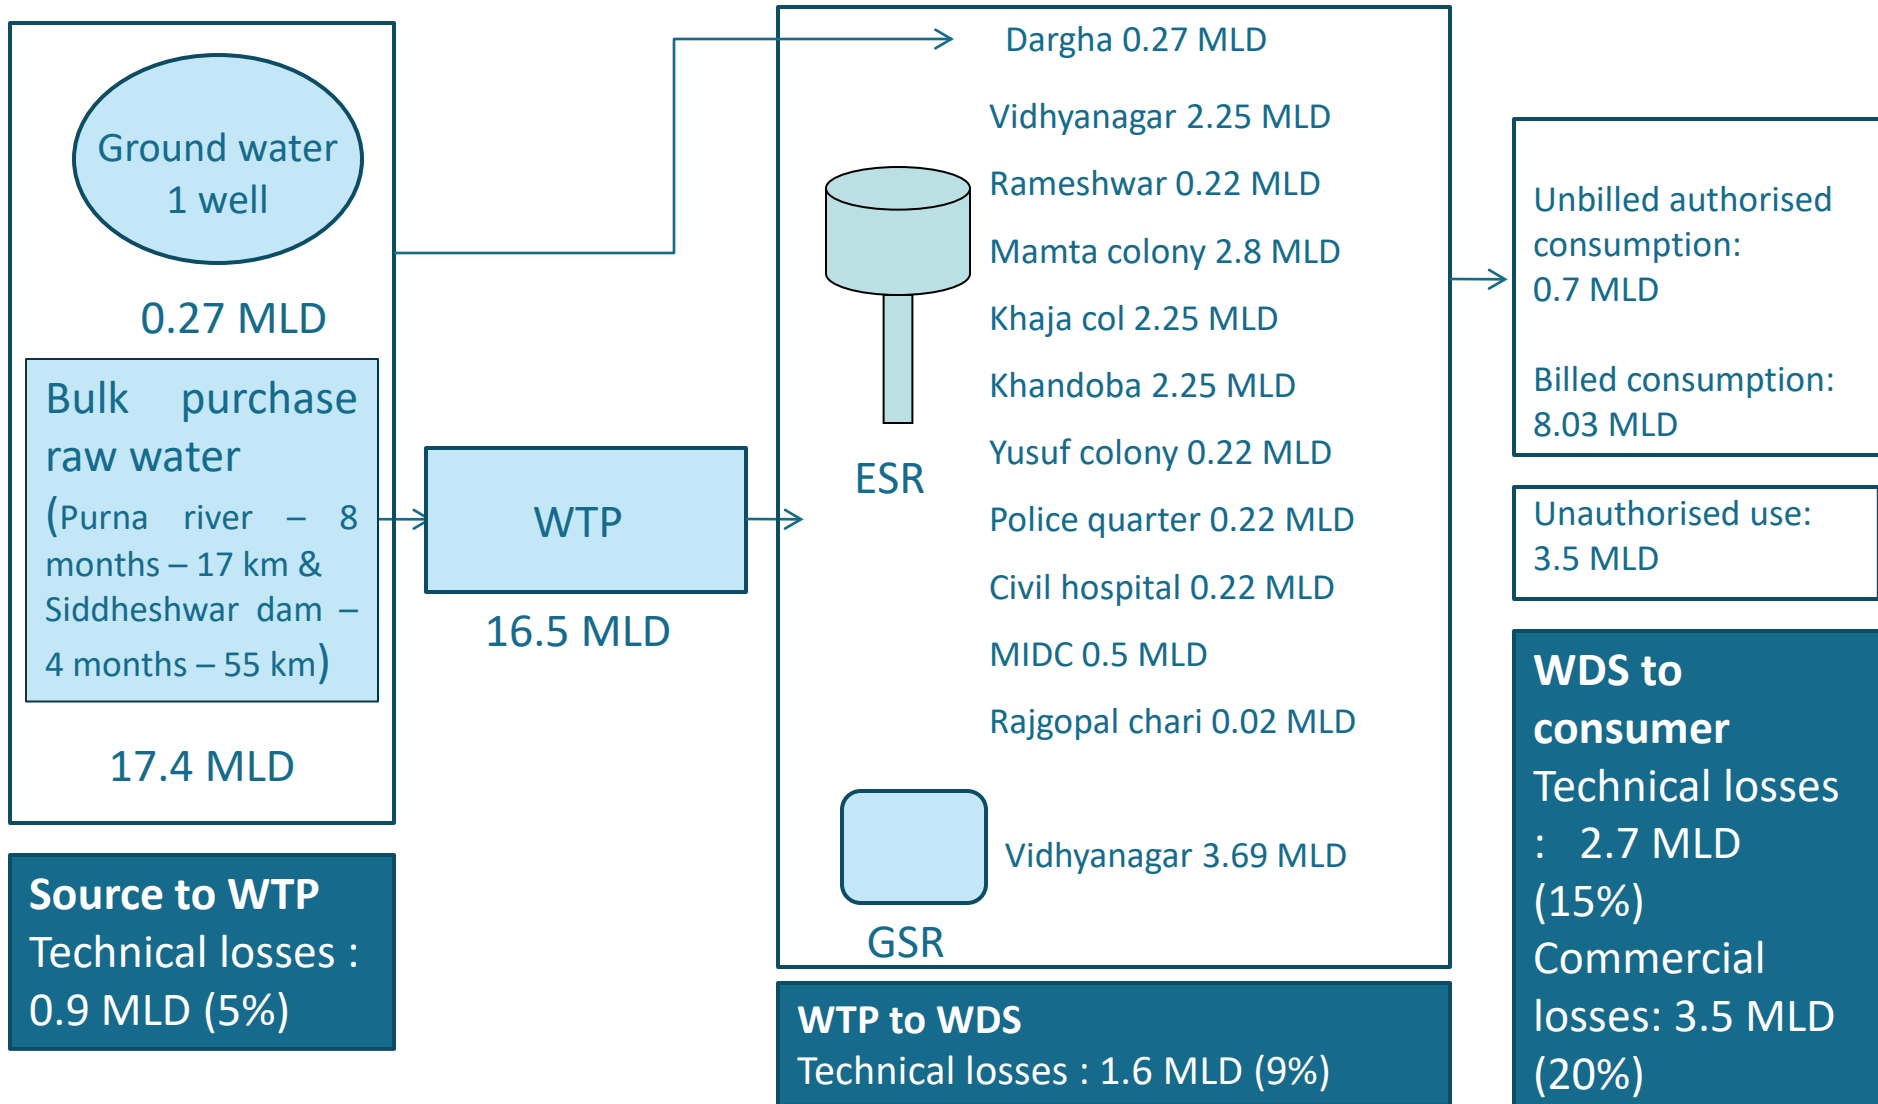 Ground water
1 well
0.27 MLD
Bulk purchase
raw water
(Purna river – 8
months – 17 km &
Siddheshwar dam –
4 months – 55 km)
17.4 MLD
Source to WTP
Technical losses :
0.9 MLD (5%)
WTP
16.5 MLD
Dargha 0.27 MLD
Vidhyanagar 2.25 MLD
Rameshwar 0.22 MLD
Mamta colony 2.8 MLD
Khaja col 2.25 MLD
Khandoba 2.25 MLD
Yusuf colony 0.22 MLD
Police quarter 0.22 MLD
Civil hospital 0.22 MLD
MIDC 0.5 MLD
Rajgopal chari 0.02 MLD
ESR
Vidhyanagar 3.69 MLD
GSR
WTP to WDS
Technical losses : 1.6 MLD (9%)
Unbilled authorised
consumption:
0.7 MLD
Billed consumption:
8.03 MLD
Unauthorised use:
3.5 MLD
WDS to
consumer
Technical losses
: 2.7 MLD
(15%)
Commercial
losses: 3.5 MLD
(20%)